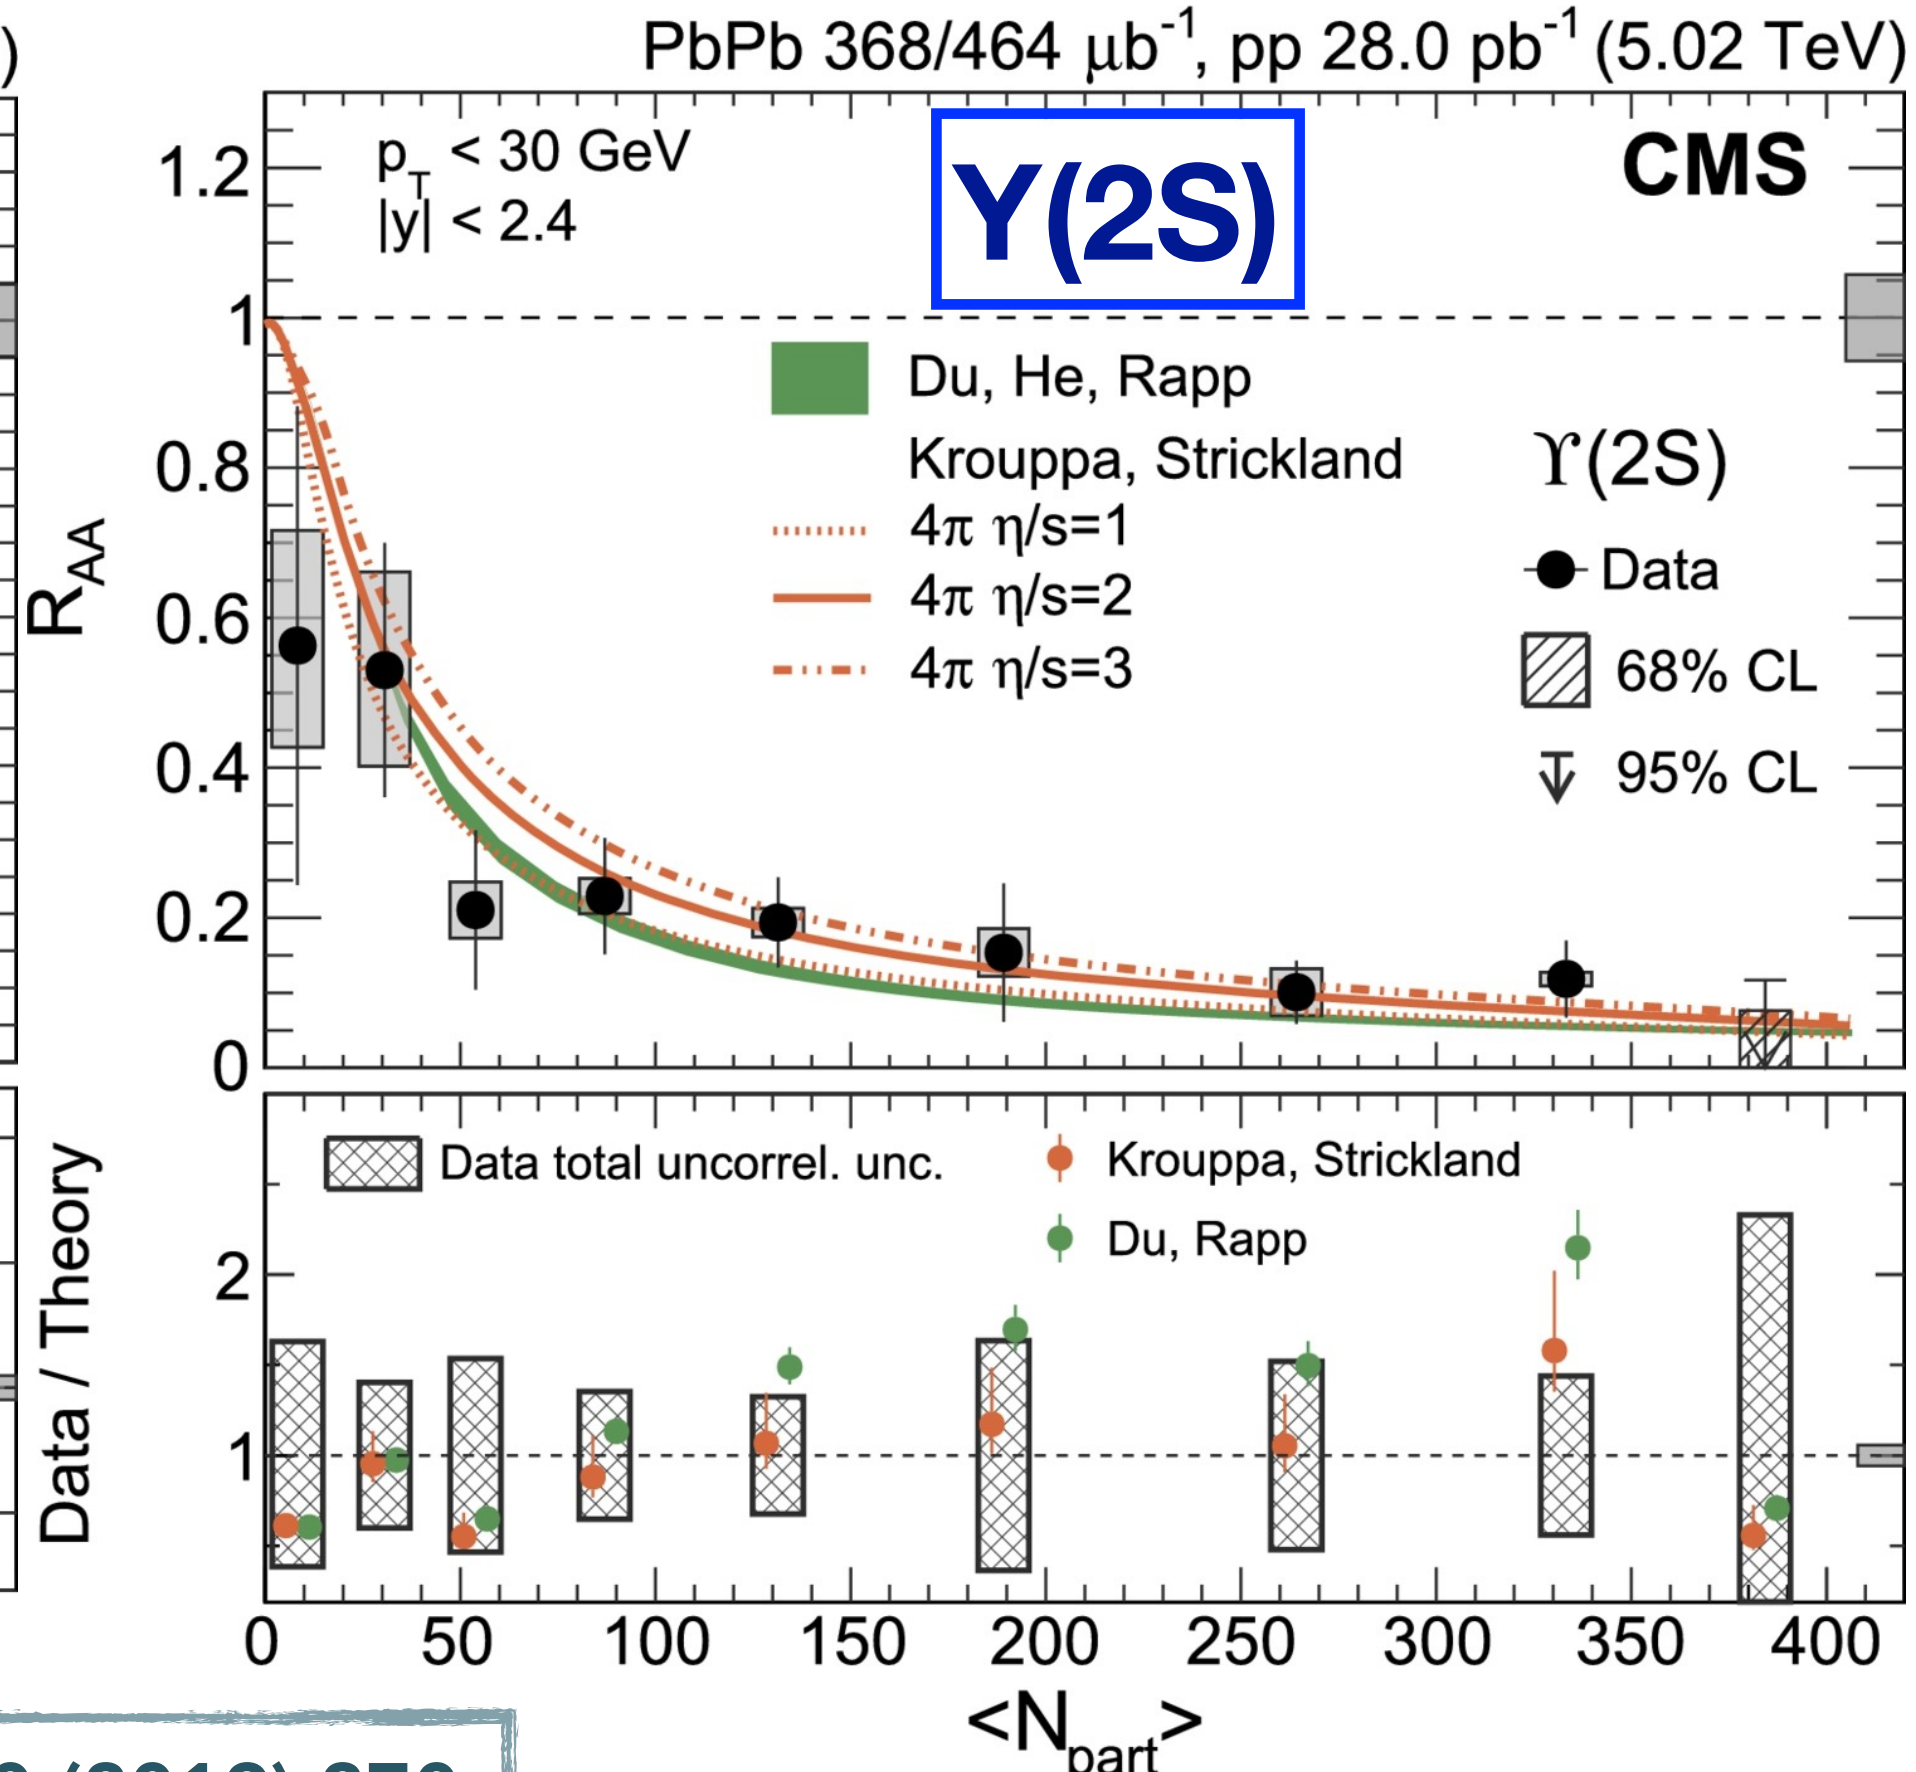 )
PbPb 368/464 μb⁻¹, pp 28.0 pb⁻¹ (5.02 TeV)
p_T < 30 GeV
|y| < 2.4
Υ(2S)
CMS
1.2
1
0.8
0.6
0.4
0.2
0
R_AA
Du, He, Rapp
Krouppa, Strickland
4π η/s=1
4π η/s=2
4π η/s=3
ϒ(2S)
Data
68% CL
95% CL
Data / Theory
Data total uncorrel. unc.
Krouppa, Strickland
Du, Rapp
2
1
0 50 100 150 200 250 300 350 400
<N_part>